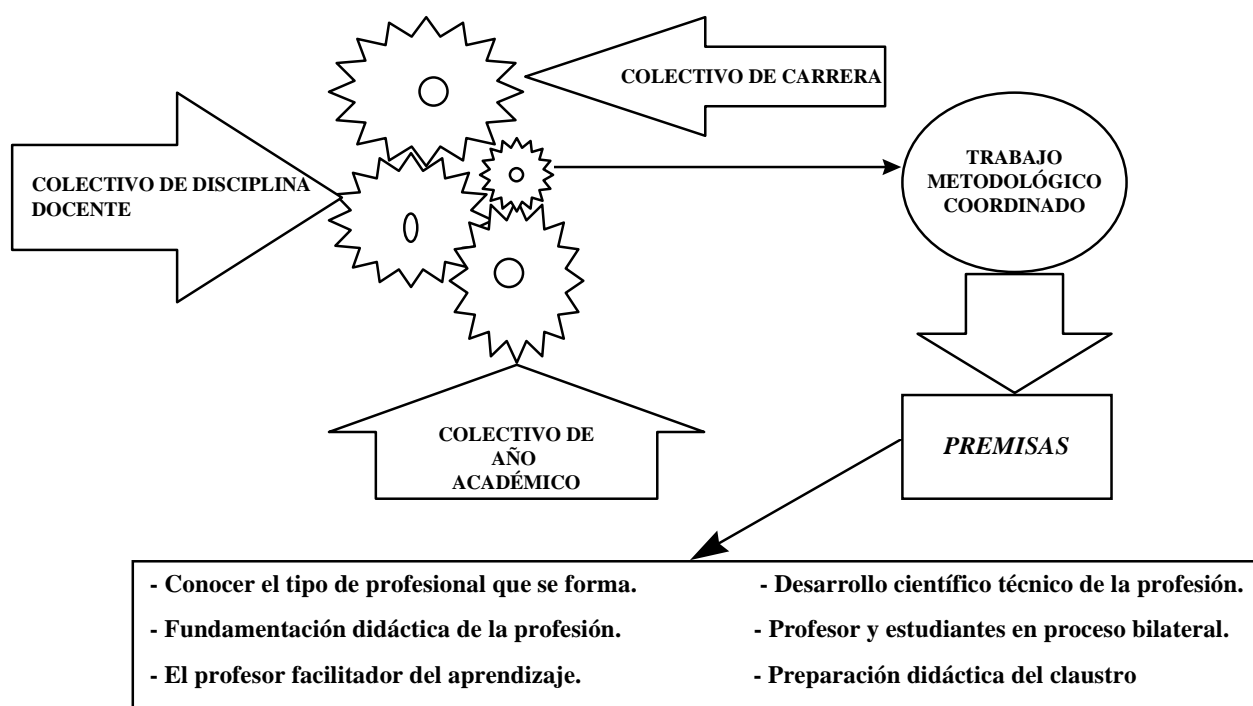 COLECTIVO DE CARRERA
COLECTIVO DE DISCIPLINA
DOCENTE
TRABAJO
METODOLÓGICO
COORDINADO
COLECTIVO DE
AÑO
ACADÉMICO
PREMISAS
- Conocer el tipo de profesional que se forma.
- Desarrollo científico técnico de la profesión.
- Fundamentación didáctica de la profesión.
- Profesor y estudiantes en proceso bilateral.
- El profesor facilitador del aprendizaje.
- Preparación didáctica del claustro